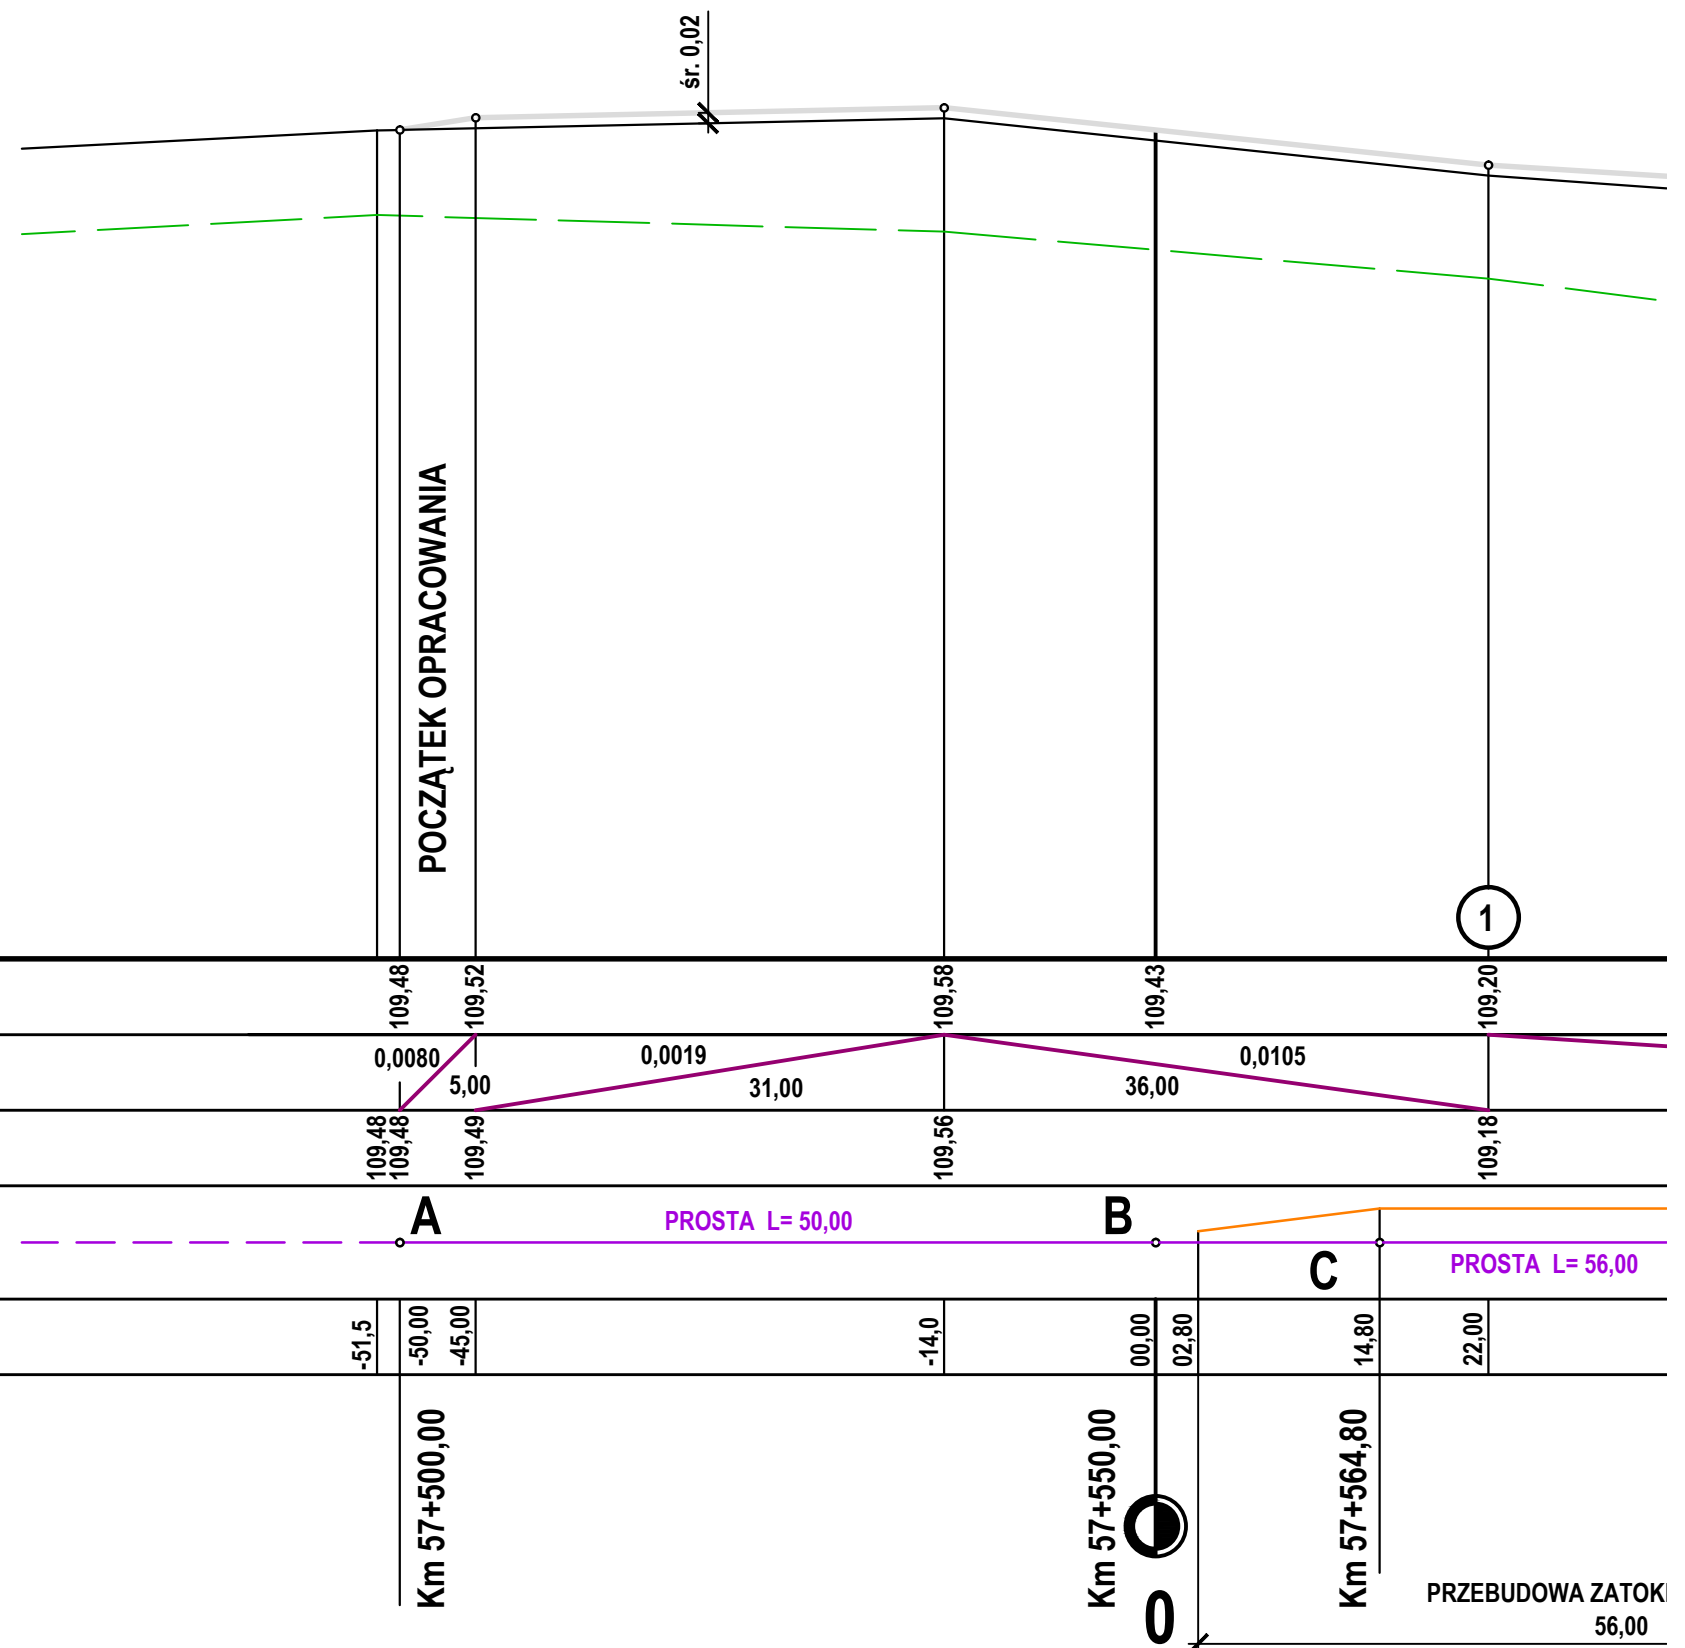 śr. 0,02
POCZĄTEK OPRACOWANIA
1
109,48
109,52
109,58
109,43
109,20
0,0080
5,00
0,0019
31,00
0,0105
36,00
109,48
109,48
109,49
109,56
109,18
A
PROSTA L= 50,00
B
C
PROSTA L= 56,00
-51,5
-50,00
-45,00
-14,0
00,00
02,80
14,80
22,00
Km 57+500,00
Km 57+550,00
Km 57+564,80
0
PRZEBUDOWA ZATOKI
56,00